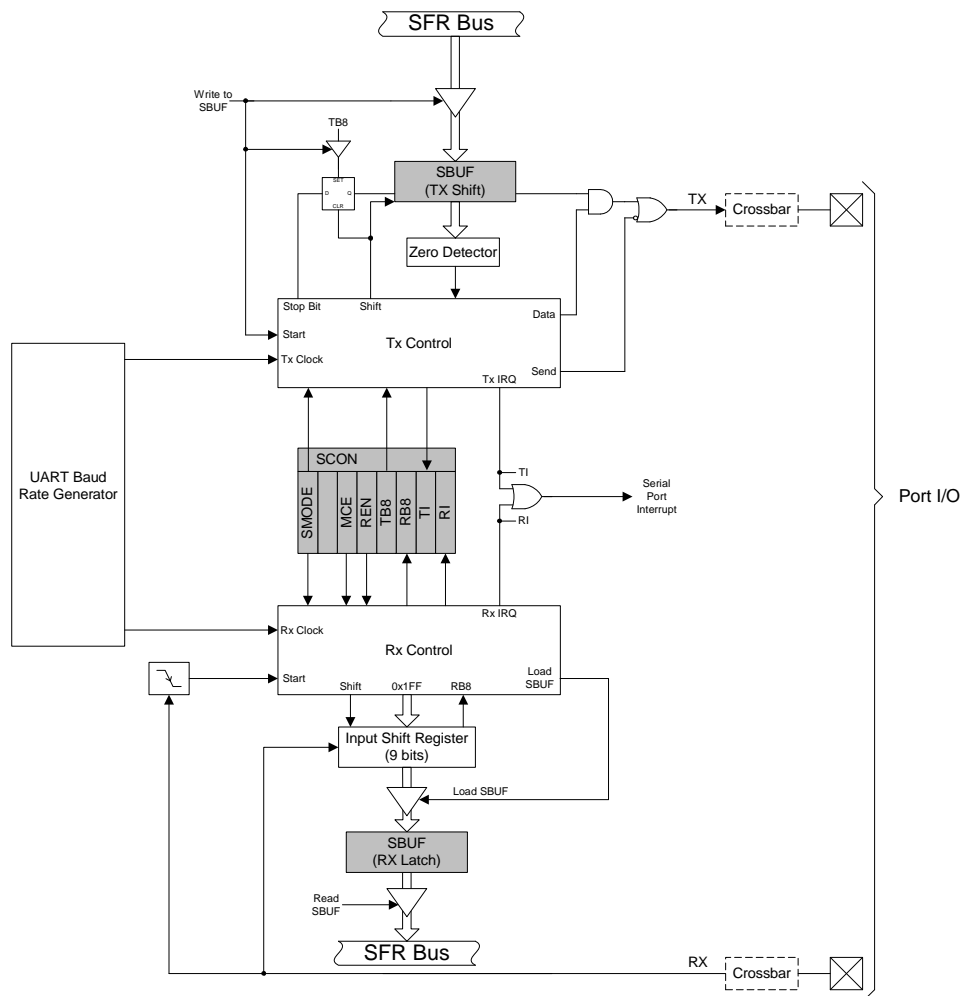 SFR Bus
Write to
SBUF
TB8
SET
D Q
CLR
SBUF
(TX Shift)
TX
Crossbar
Zero Detector
Stop Bit
Shift
Data
Start
Tx Control
Tx Clock
Send
Tx IRQ
UART Baud
Rate Generator
SCON
SMODE
MCE
REN
TB8
RB8
TI
RI
TI
Serial
Port
Interrupt
RI
Port I/O
Rx IRQ
Rx Clock
Rx Control
Start
Load
SBUF
Shift
0x1FF
RB8
Input Shift Register
(9 bits)
Load SBUF
SBUF
(RX Latch)
Read
SBUF
SFR Bus
RX
Crossbar